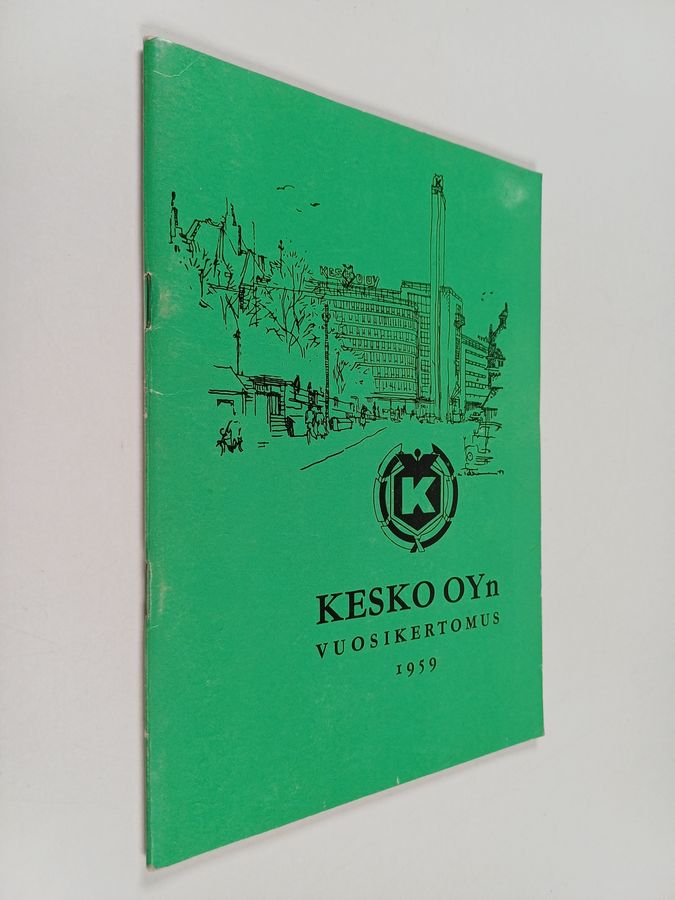 K
KESKO OY
K
KESKO OYn
VUOSIKERTOMUS
1959